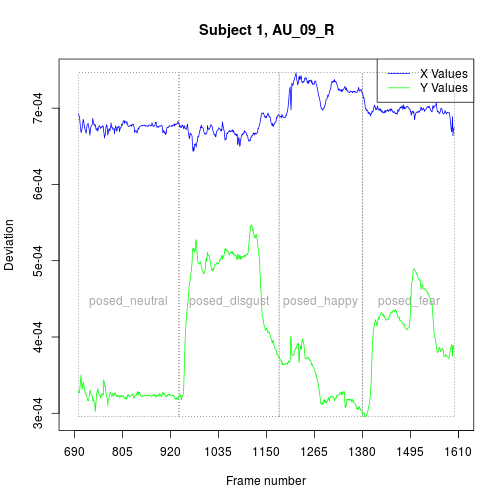 Subject 1, AU_09_R
X Values
Y Values
Deviation
7e-04
6e-04
5e-04
4e-04
3e-04
posed_neutral
posed_disgust
posed_happy
posed_fear
690 805 920 1035 1150 1265 1380 1495 1610
Frame number